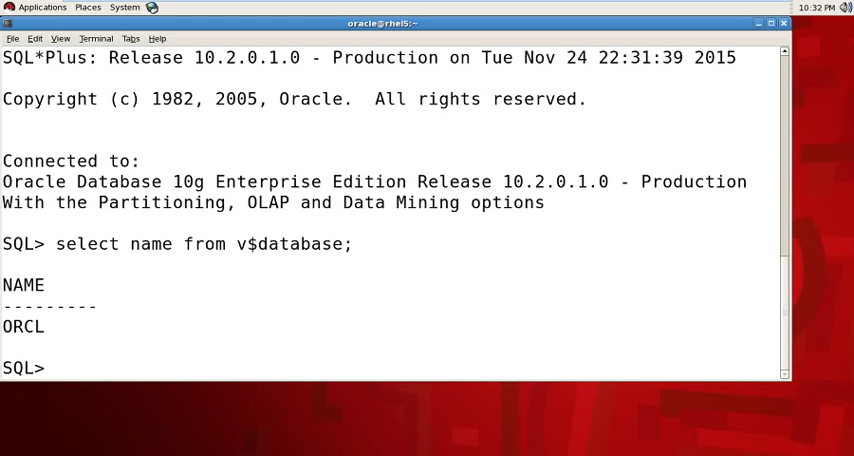 Applications Places System 10:32 PM
oracle@rhel5:~
File Edit View Terminal Tabs Help
SQL*Plus: Release 10.2.0.1.0 - Production on Tue Nov 24 22:31:39 2015
Copyright (c) 1982, 2005, Oracle.  All rights reserved.
Connected to:
Oracle Database 10g Enterprise Edition Release 10.2.0.1.0 - Production
With the Partitioning, OLAP and Data Mining options
SQL> select name from v$database;
NAME
---------
ORCL
SQL>